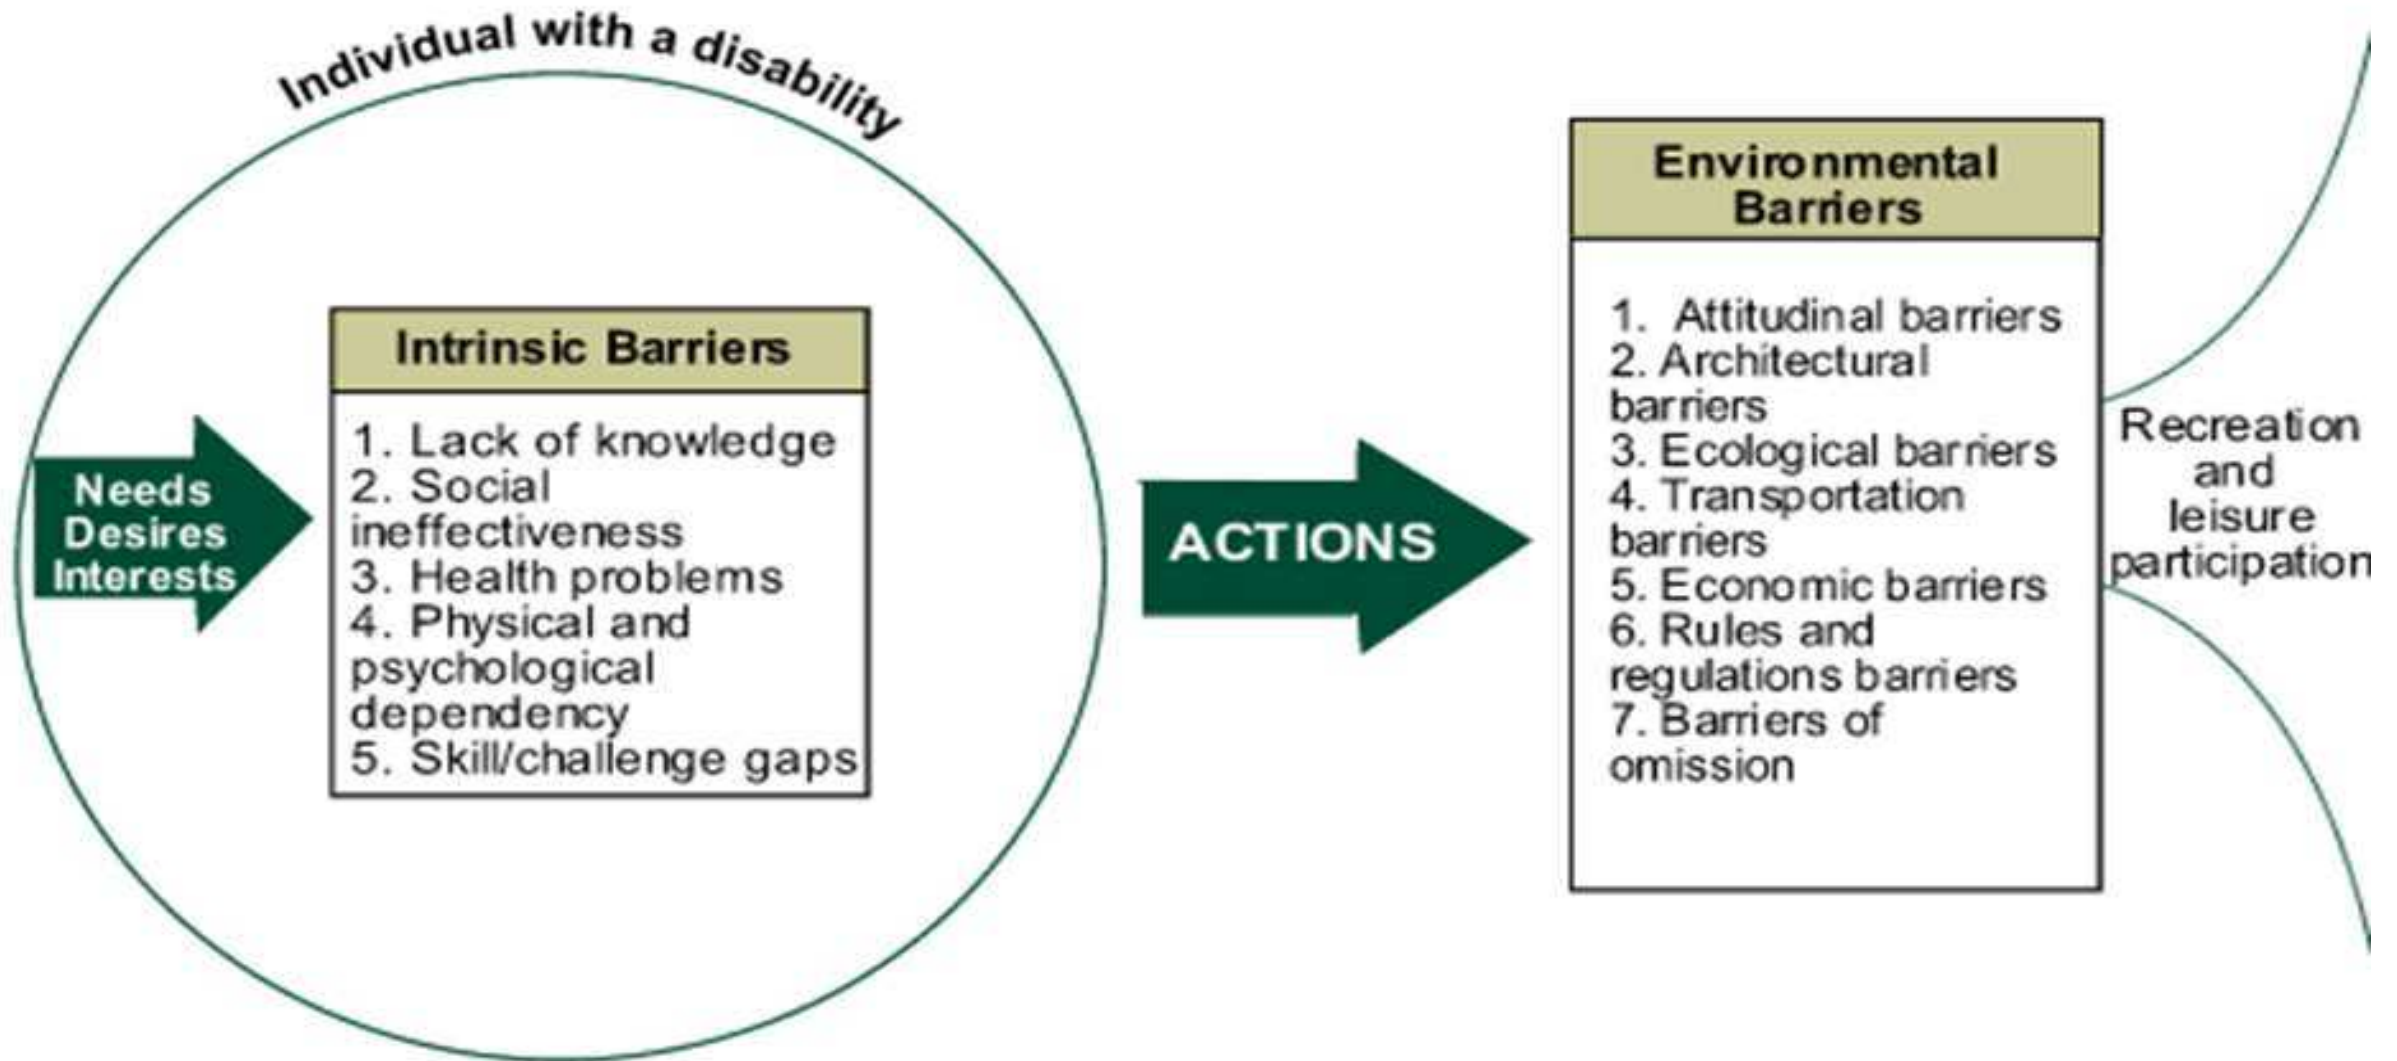 Individual with a disability
Needs
Desires
Interests
Intrinsic Barriers
1. Lack of knowledge
2. Social
ineffectiveness
3. Health problems
4. Physical and
psychological
dependency
5. Skill/challenge gaps
ACTIONS
Environmental
Barriers
1. Attitudinal barriers
2. Architectural
barriers
3. Ecological barriers
4. Transportation
barriers
5. Economic barriers
6. Rules and
regulations barriers
7. Barriers of
omission
Recreation
and
leisure
participation